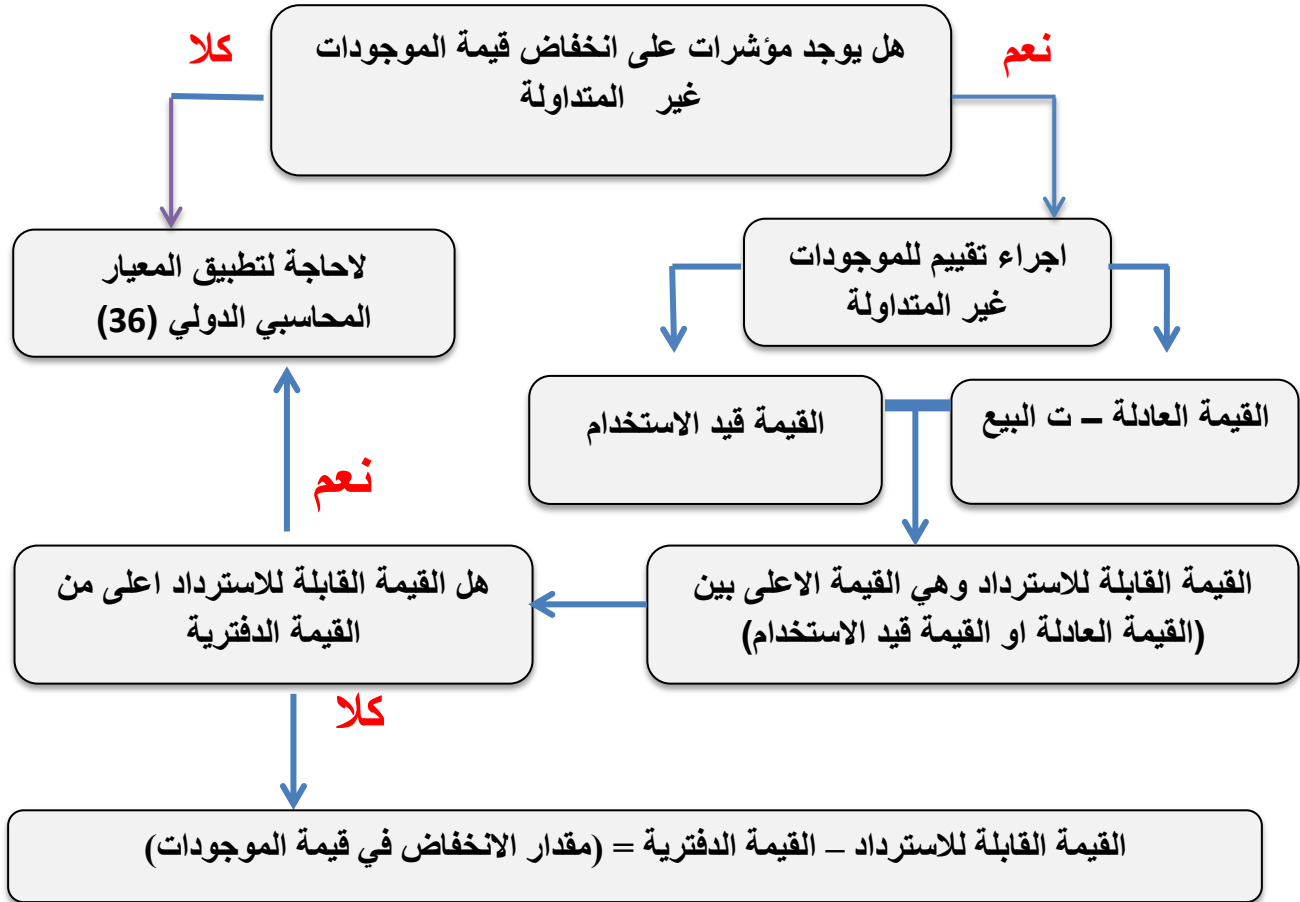 هل يوجد مؤشرات على انخفاض قيمة الموجودات
غير المتداولة
نعم
كلا
اجراء تقييم للموجودات
غير المتداولة
لاحاجة لتطبيق المعيار
المحاسبي الدولي (36)
القيمة العادلة – ت البيع
القيمة قيد الاستخدام
نعم
القيمة القابلة للاسترداد وهي القيمة الاعلى بين
(القيمة العادلة او القيمة قيد الاستخدام)
هل القيمة القابلة للاسترداد اعلى من
القيمة الدفترية
كلا
القيمة القابلة للاسترداد – القيمة الدفترية = (مقدار الانخفاض في قيمة الموجودات)